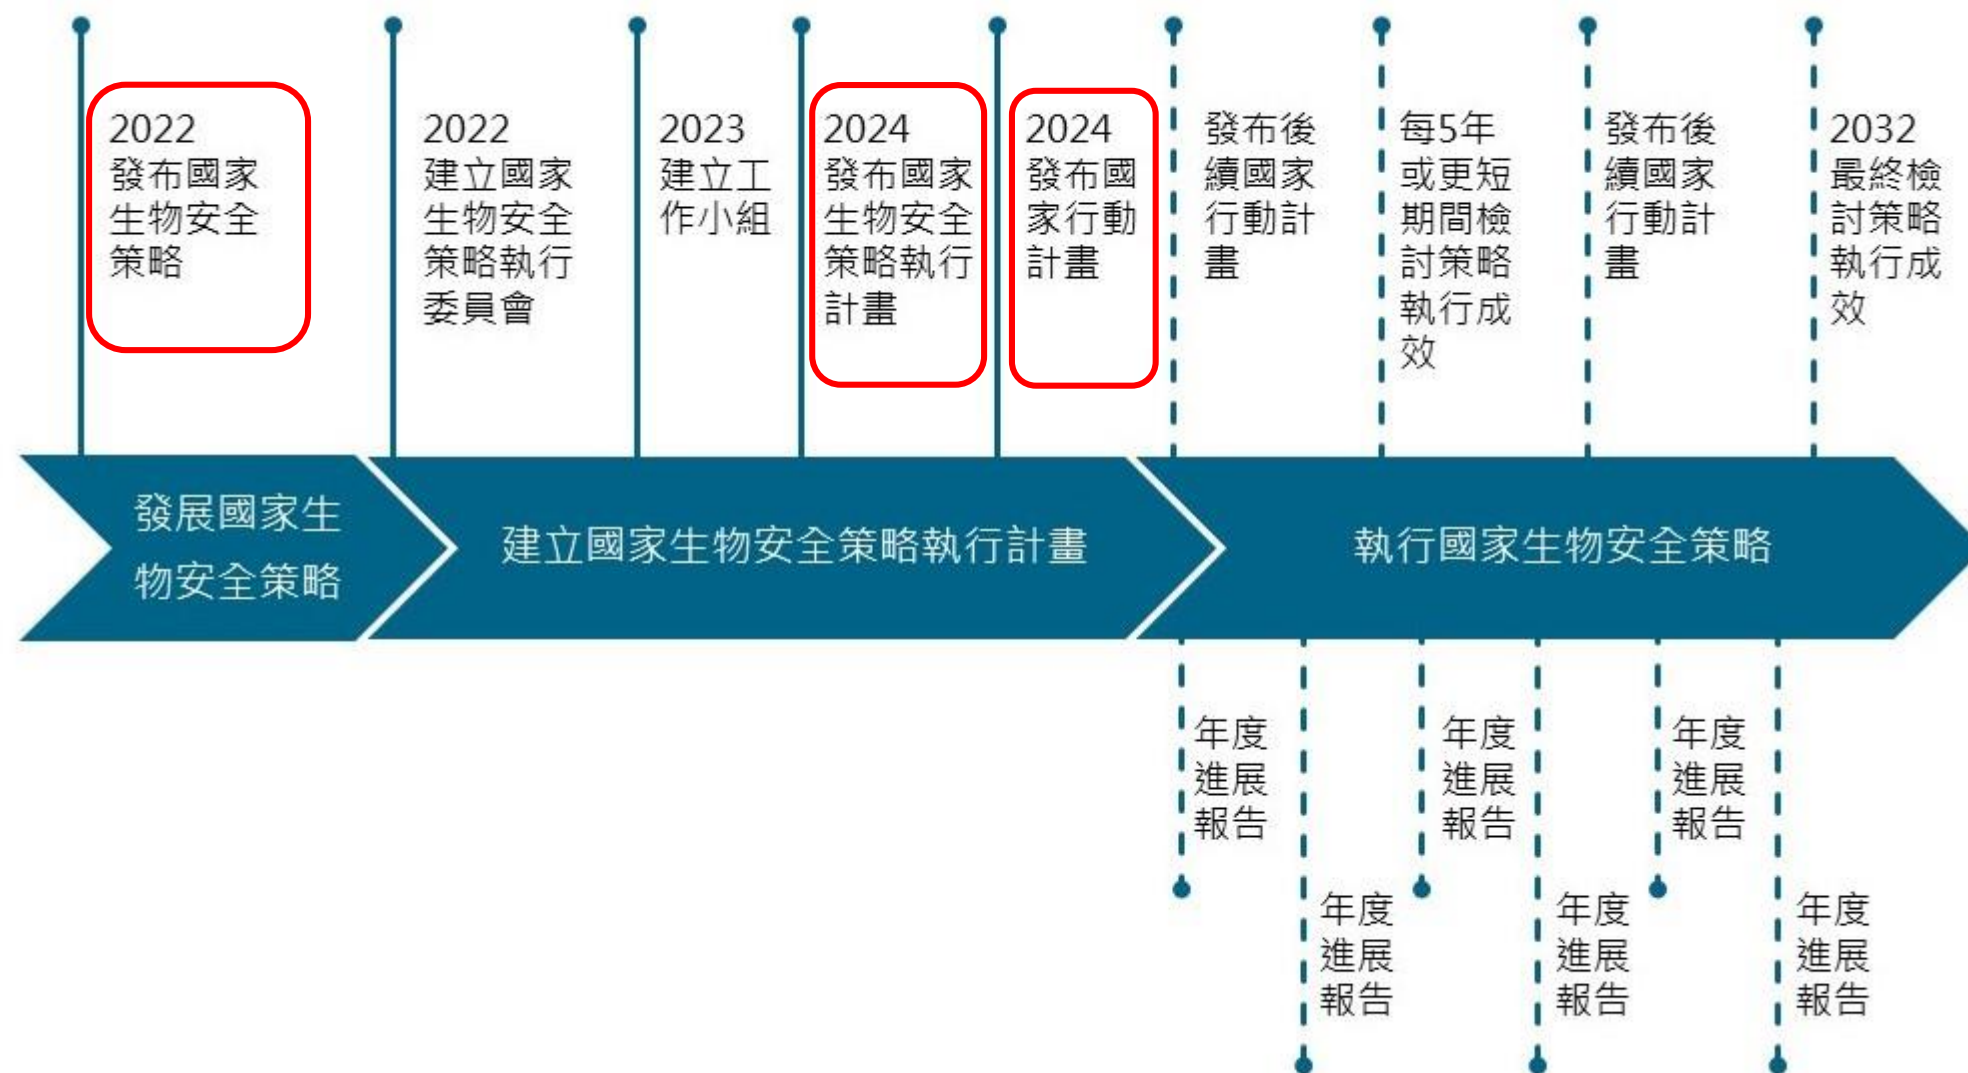 2022
發布國家
生物安全
策略
2022
建立國家
生物安全
策略執行
委員會
2023
建立工
作小組
2024
發布國家
生物安全
策略執行
計畫
2024
發布國
家行動
計畫
發布後
續國家
行動計
畫
每5年
或更短
期間檢
討策略
執行成
效
發布後
續國家
行動計
畫
2032
最終檢
討策略
執行成
效
發展國家生
物安全策略
建立國家生物安全策略執行計畫
執行國家生物安全策略
年度
進展
報告
年度
進展
報告
年度
進展
報告
年度
進展
報告
年度
進展
報告
年度
進展
報告